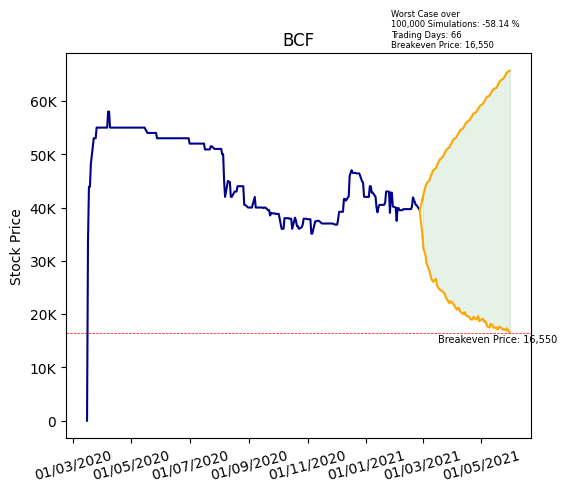 Worst Case over
100,000 Simulations: -58.14 %
Trading Days: 66
Breakeven Price: 16,550
BCF
Stock Price
60K
50K
40K
30K
20K
10K
0
Breakeven Price: 16,550
01/03/2020 01/05/2020 01/07/2020 01/09/2020 01/11/2020 01/01/2021 01/03/2021 01/05/2021